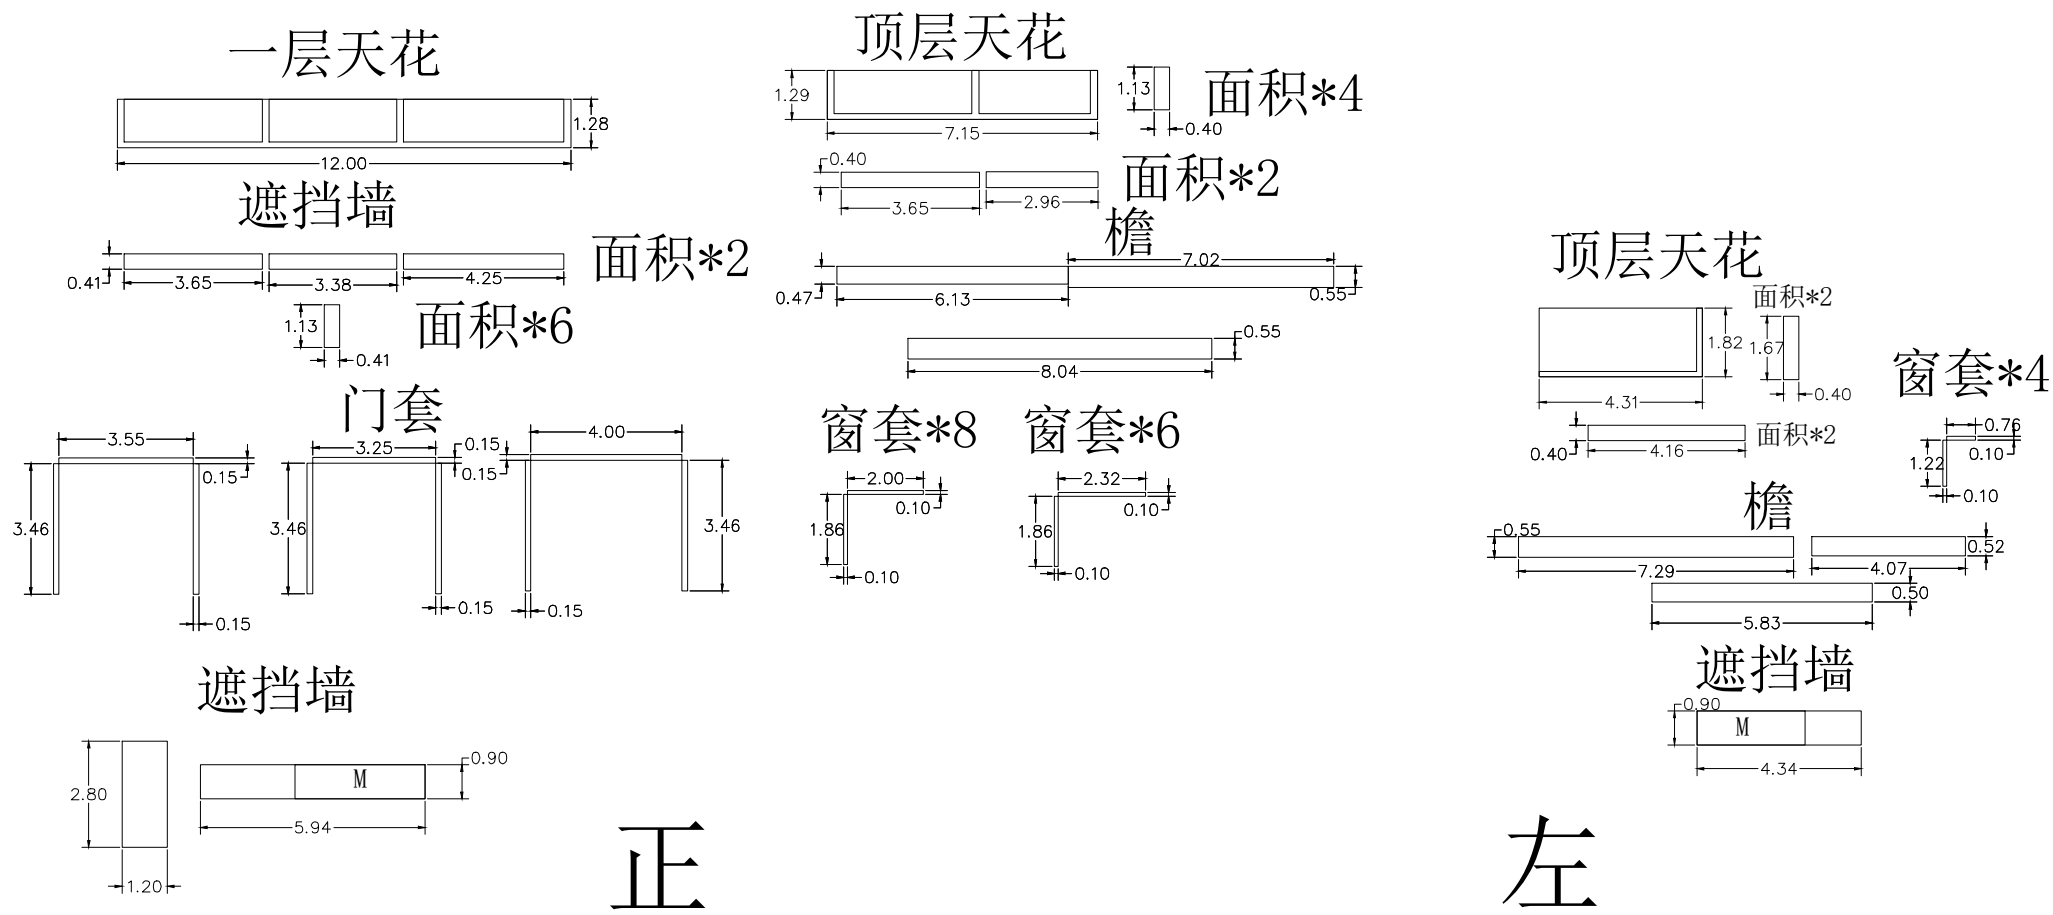 一层天花
1.28
12.00
遮挡墙
0.41
3.65
3.38
4.25
面积*2
1.13
0.41
面积*6
门套
3.55
0.15
3.46
0.15
3.25
0.15
3.46
0.15
4.00
0.15
3.46
0.15
遮挡墙
2.80
1.20
M
0.90
5.94
正
顶层天花
1.29
7.15
1.13
0.40
面积*4
0.40
3.65
2.96
面积*2
檐
7.02
0.47
6.13
0.55
0.55
8.04
窗套*8
2.00
0.10
1.86
0.10
窗套*6
2.32
0.10
1.86
0.10
顶层天花
1.82
4.31
面积*2
1.67
0.40
0.40
4.16
面积*2
窗套*4
0.76
0.10
1.22
0.10
檐
0.55
7.29
0.52
4.07
0.50
5.83
遮挡墙
0.90
M
4.34
左